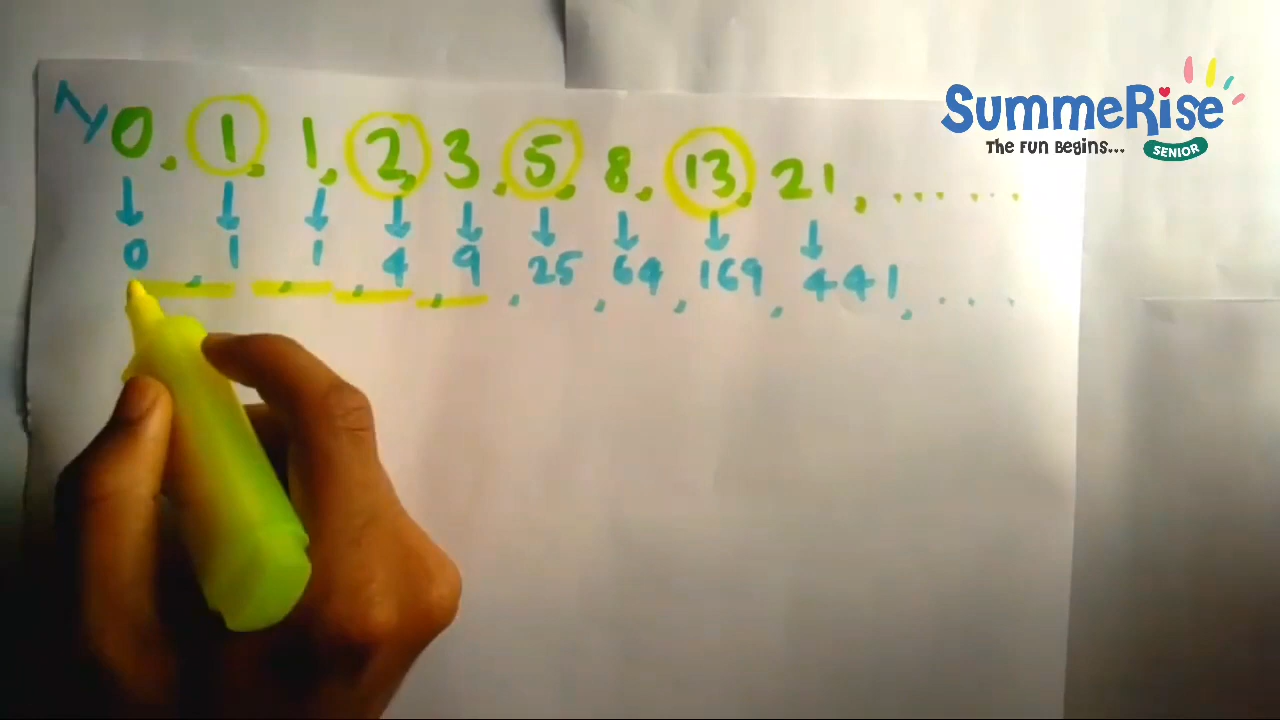 0, 1, 1, 2, 3, 5, 8, 13, 21, ......
0, 1, 1, 4, 9, 25, 64, 169, 441, ....
SummeRise
The Fun Begins...
SENIOR